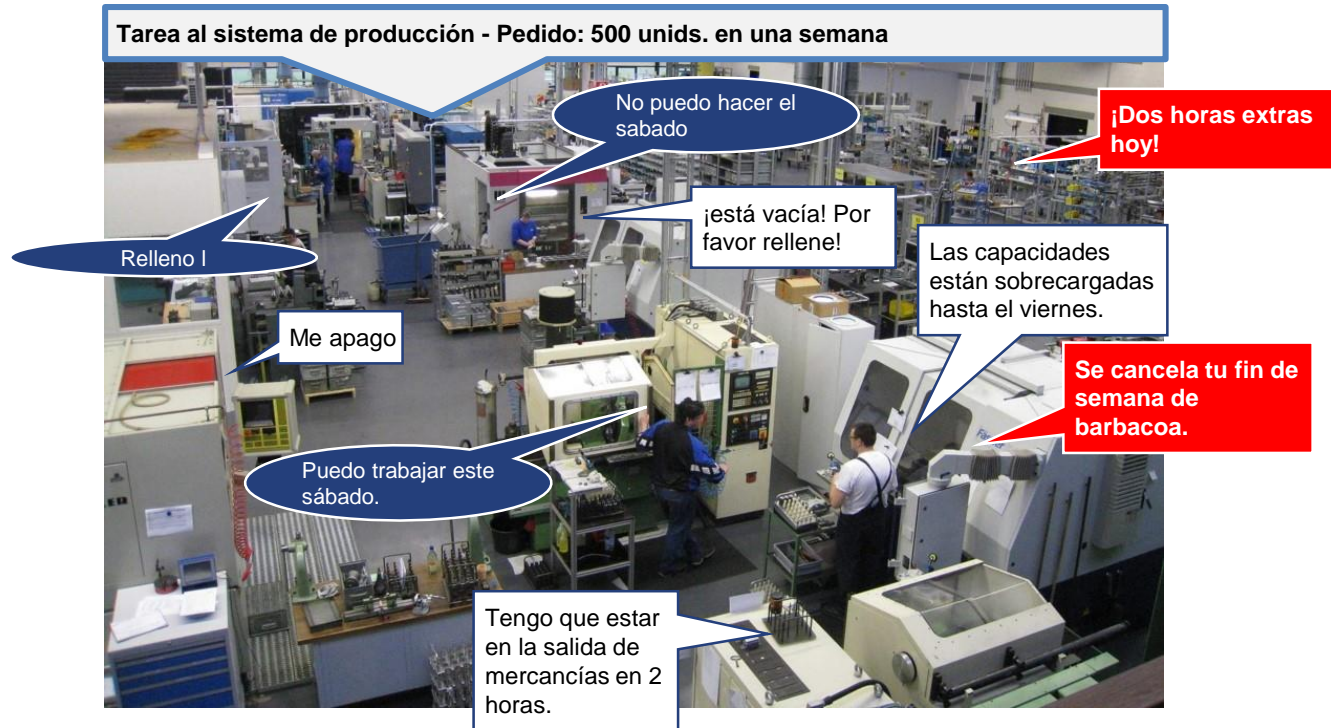 Tarea al sistema de producción - Pedido: 500 unids. en una semana
No puedo hacer el
sabado
¡Dos horas extras
hoy!
¡está vacía! Por
favor rellene!
Relleno I
Las capacidades
están sobrecargadas
hasta el viernes.
Me apago
Se cancela tu fin de
semana de
barbacoa.
Puedo trabajar este
sábado.
Tengo que estar
en la salida de
mercancías en 2
horas.